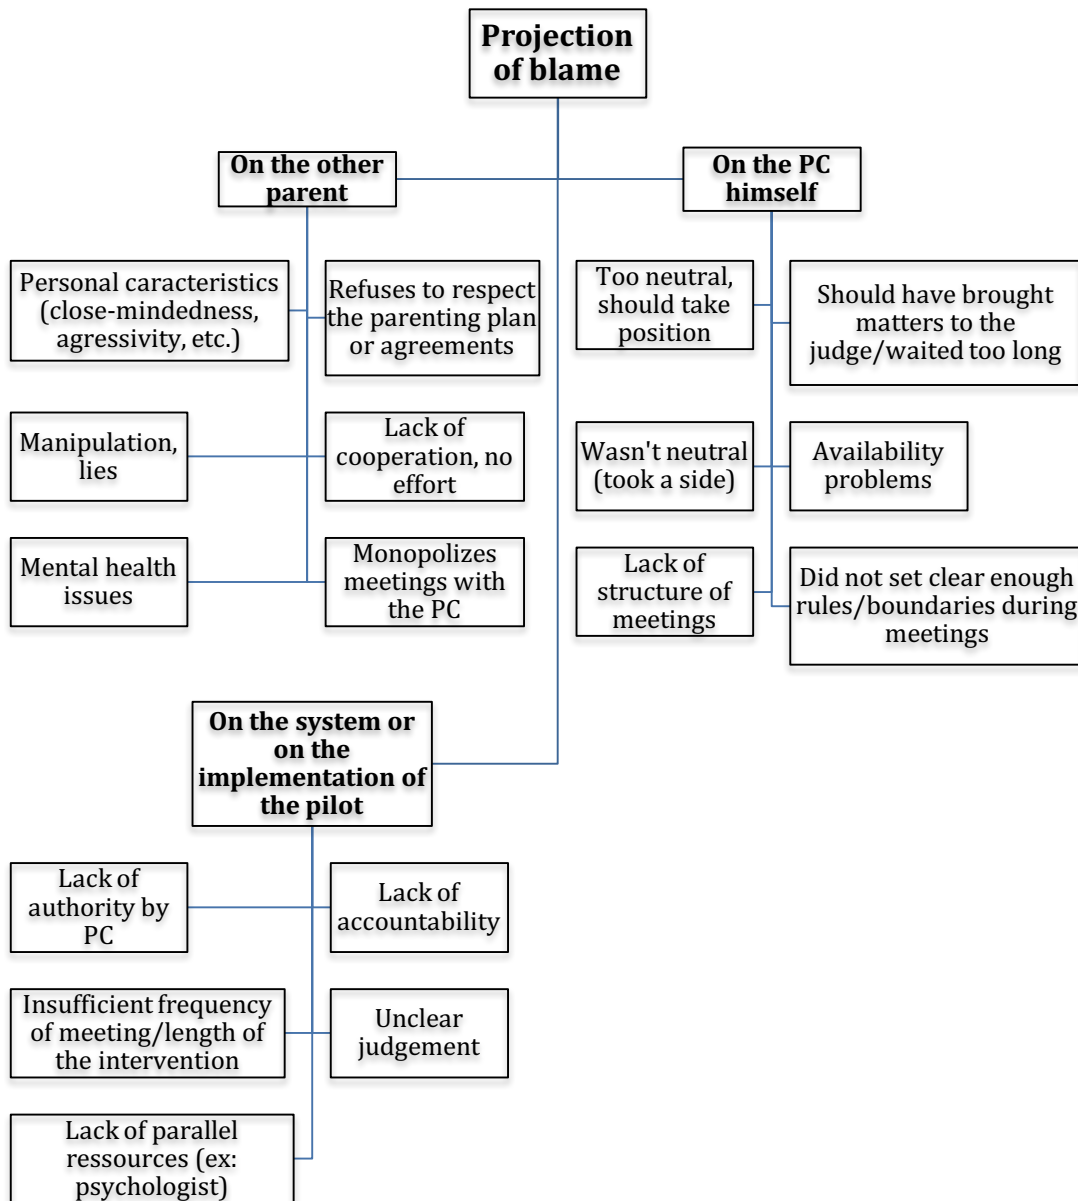 Projection
of blame
On the other
parent
On the PC
himself
Personal caracteristics
(close-mindedness,
agressivity, etc.)
Refuses to respect
the parenting plan
or agreements
Too neutral,
should take
position
Should have brought
matters to the
judge/waited too long
Manipulation,
lies
Lack of
cooperation, no
effort
Wasn't neutral
(took a side)
Availability
problems
Mental health
issues
Monopolizes
meetings with
the PC
Lack of
structure of
meetings
Did not set clear enough
rules/boundaries during
meetings
On the system or
on the
implementation of
the pilot
Lack of
authority by
PC
Lack of
accountability
Insufficient frequency
of meeting/length of
the intervention
Unclear
judgement
Lack of parallel
ressources (ex:
psychologist)